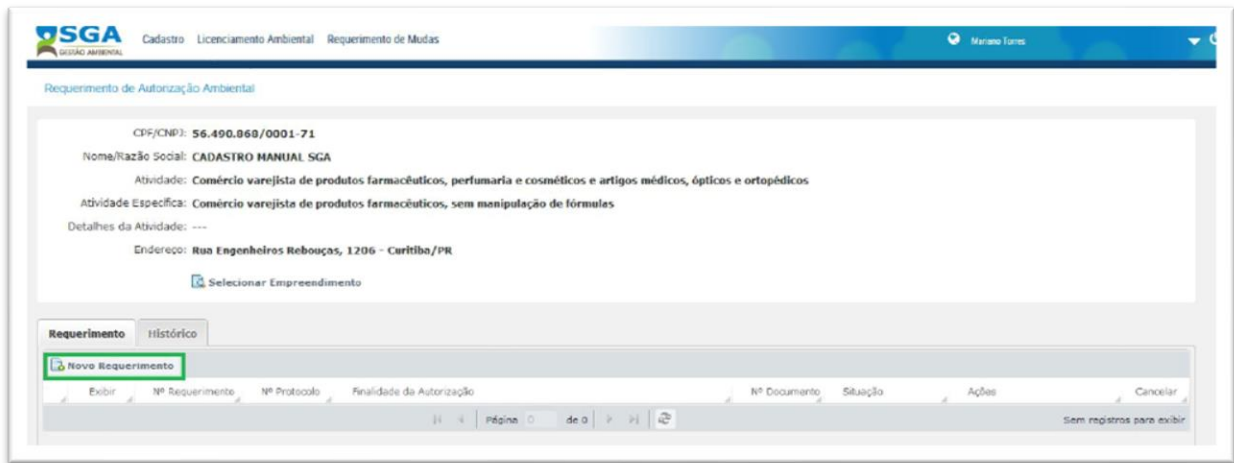 SGA Cadastro Licenciamento Ambiental Requerimento de Mudas Mariano Torres
GESTÃO AMBIENTAL
Requerimento de Autorização Ambiental
CPF/CNPJ: 56.490.868/0001-71
Nome/Razão Social: CADASTRO MANUAL SGA
Atividade: Comércio varejista de produtos farmacêuticos, perfumaria e cosméticos e artigos médicos, ópticos e ortopédicos
Atividade Específica: Comércio varejista de produtos farmacêuticos, sem manipulação de fórmulas
Detalhes da Atividade: ---
Endereço: Rua Engenheiros Rebouças, 1206 - Curitiba/PR
Selecionar Empreendimento
Requerimento Histórico
Novo Requerimento
Exibir Nº Requerimento Nº Protocolo Finalidade da Autorização Nº Documento Situação Ações Cancelar
Página 0 de 0 Sem registros para exibir